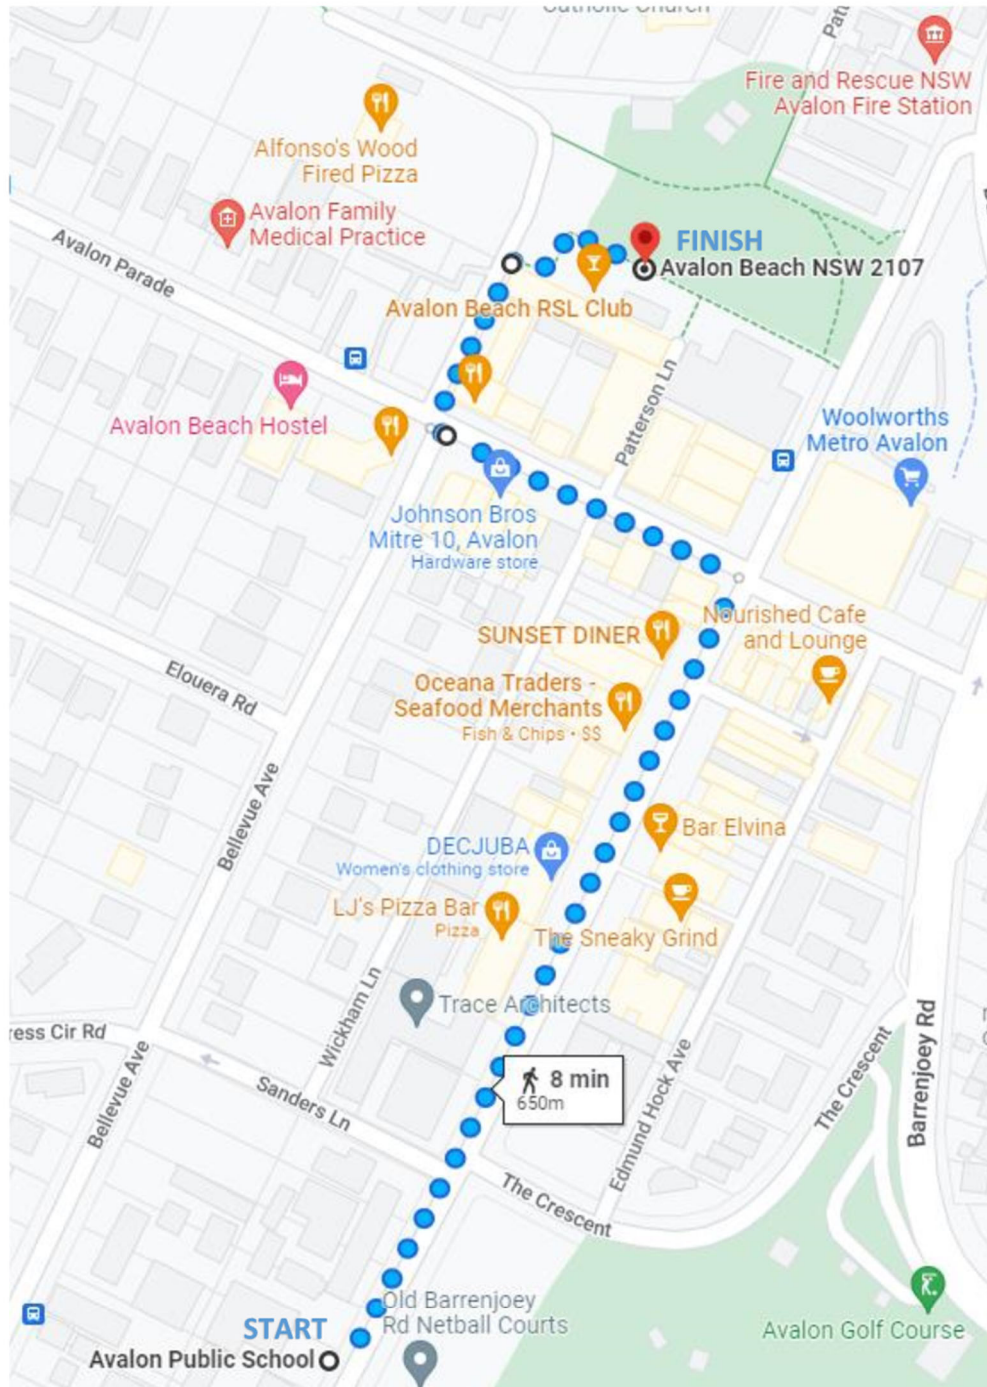 Catholic Church
Fire and Rescue NSW
Avalon Fire Station
Alfonso's Wood
Fired Pizza
Avalon Family
Medical Practice
Avalon Parade
FINISH
Avalon Beach NSW 2107
Avalon Beach RSL Club
Patterson Ln
Avalon Beach Hostel
Woolworths
Metro Avalon
Johnson Bros
Mitre 10, Avalon
Hardware store
Nourished Cafe
and Lounge
SUNSET DINER
Elouera Rd
Oceana Traders -
Seafood Merchants
Fish & Chips • $$
Bellevue Ave
Bar Elvina
DECJUBA
Women's clothing store
LJ's Pizza Bar
Pizza
The Sneaky Grind
Trace Architects
Wickham Ln
ress Cir Rd
Bellevue Ave
Sanders Ln
8 min
650m
Edmund Hock Ave
The Crescent
Barrenjoey Rd
The Crescent
Old Barrenjoey
Rd Netball Courts
START
Avalon Public School
Avalon Golf Course